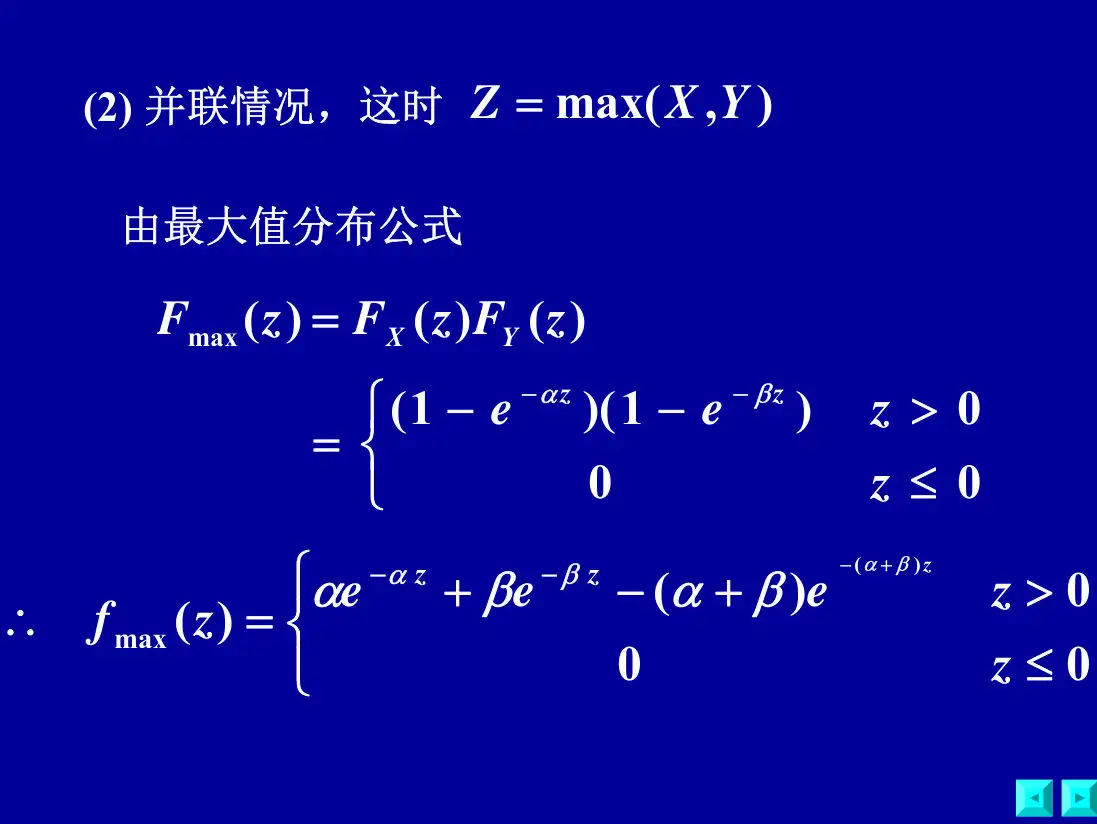 (2) 并联情况，这时 Z = max( X ,Y )
由最大值分布公式
F_max (z) = F_X (z)F_Y (z)
= { (1 − e^{−αz})(1 − e^{−βz}) z > 0
0 z ≤ 0
∴ f_max (z) = { αe^{−αz} + βe^{−βz} − (α + β)e^{−(α+β)z} z > 0
0 z ≤ 0